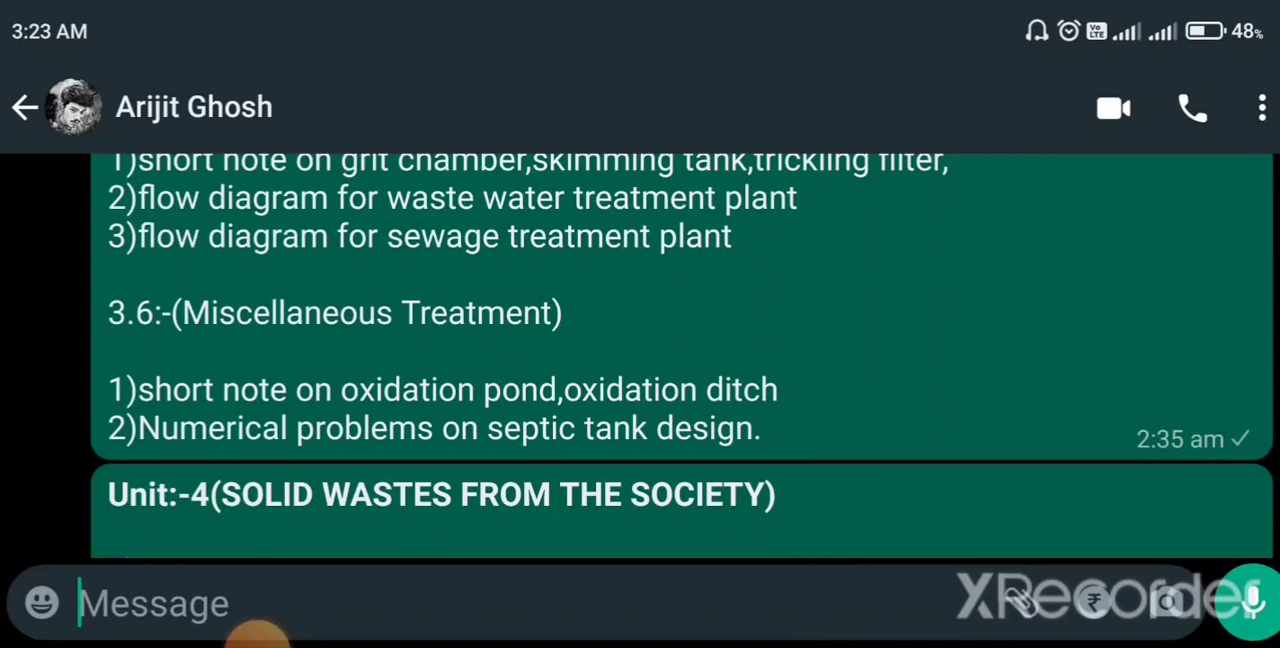 3:23 AM
Vo LTE
48%
Arijit Ghosh
1)short note on grit chamber,skimming tank,trickling filter,
2)flow diagram for waste water treatment plant
3)flow diagram for sewage treatment plant
3.6:-(Miscellaneous Treatment)
1)short note on oxidation pond,oxidation ditch
2)Numerical problems on septic tank design.
2:35 am
Unit:-4(SOLID WASTES FROM THE SOCIETY)
Message
₹
XRecorder